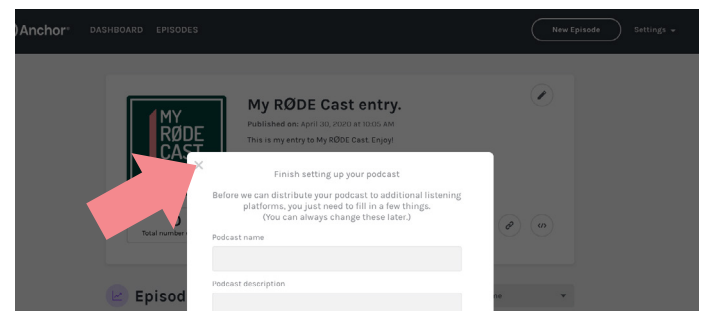 Anchor
DASHBOARD EPISODES New Episode Settings
MY
RØDE
CAST
My RØDE Cast entry.
Published on: April 30, 2020 at 10:05 AM
This is my entry to My RØDE Cast. Enjoy!
Finish setting up your podcast
Before we can distribute your podcast to additional listening
platforms, you just need to fill in a few things.
(You can always change these later.)
Podcast name
Podcast description
Total number
Episod